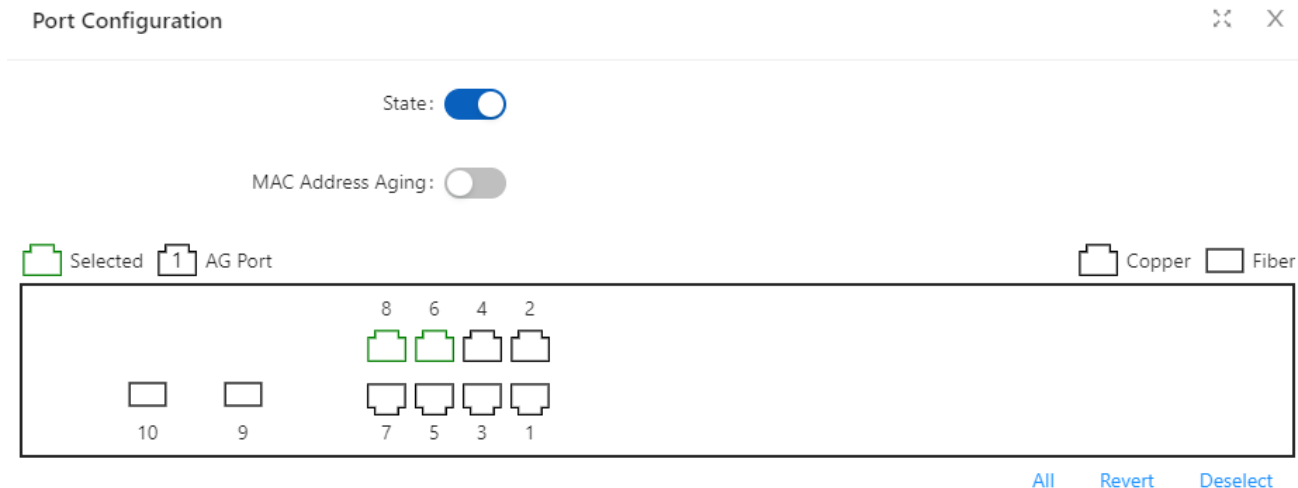 Port Configuration
State:
MAC Address Aging:
Selected 1 AG Port Copper Fiber
8 6 4 2
10 9 7 5 3 1
All Revert Deselect